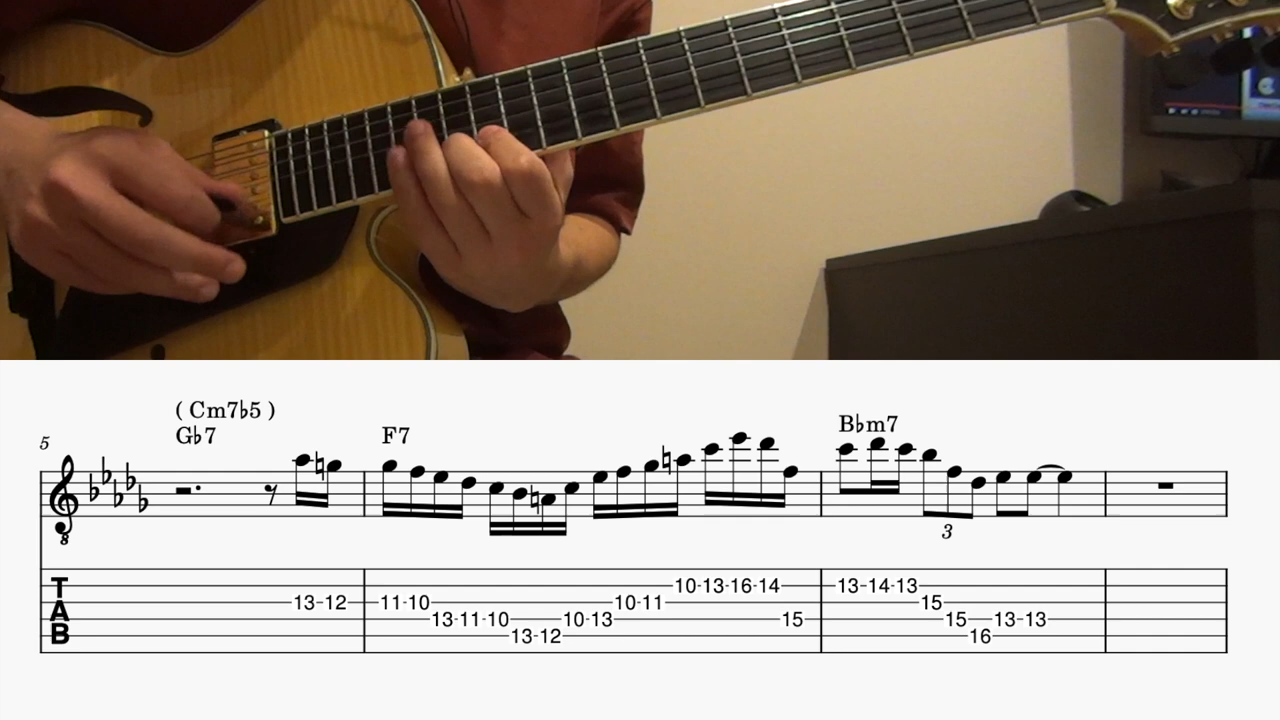 ( Cm7♭5 )
5 G♭7 F7 B♭m7
8
3
T
A
B
10-13-16-14 13-14-13
13-12 11-10 10-11 15
13-11-10 10-13 15 15 13-13
13-12 16